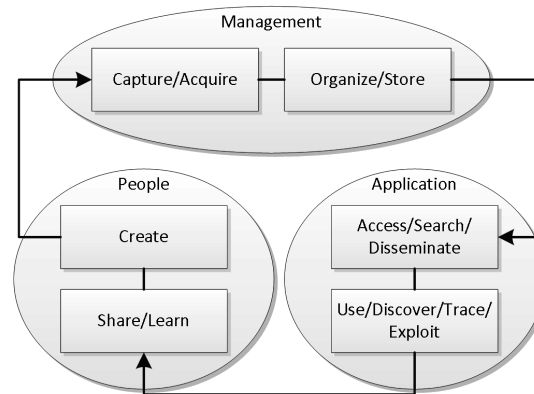 Management
Capture/Acquire
Organize/Store
People
Create
Share/Learn
Application
Access/Search/
Disseminate
Use/Discover/Trace/
Exploit